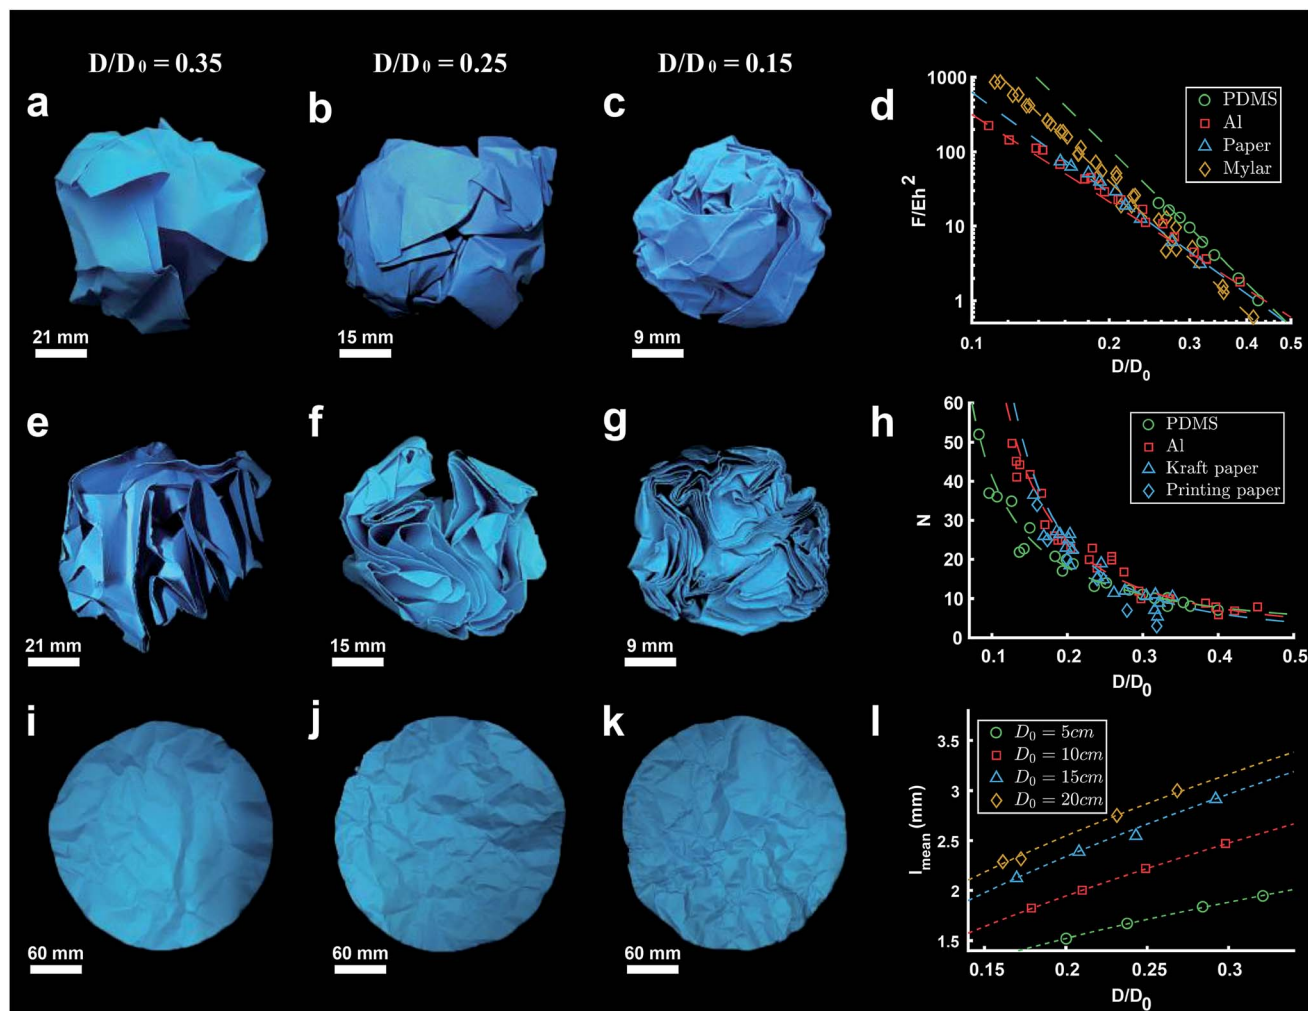 D/D₀ = 0.35
D/D₀ = 0.25
D/D₀ = 0.15
a
21 mm
b
15 mm
c
9 mm
d
1000
100
10
1
F/Eh²
PDMS
Al
Paper
Mylar
0.1
0.2
0.3
0.4
0.5
D/D₀
e
21 mm
f
15 mm
g
9 mm
h
60
50
40
30
20
10
0
N
PDMS
Al
Kraft paper
Printing paper
0.1
0.2
0.3
0.4
0.5
D/D₀
i
60 mm
j
60 mm
k
60 mm
l
3.5
3
2.5
2
1.5
l_mean (mm)
D₀ = 5cm
D₀ = 10cm
D₀ = 15cm
D₀ = 20cm
0.15
0.2
0.25
0.3
D/D₀